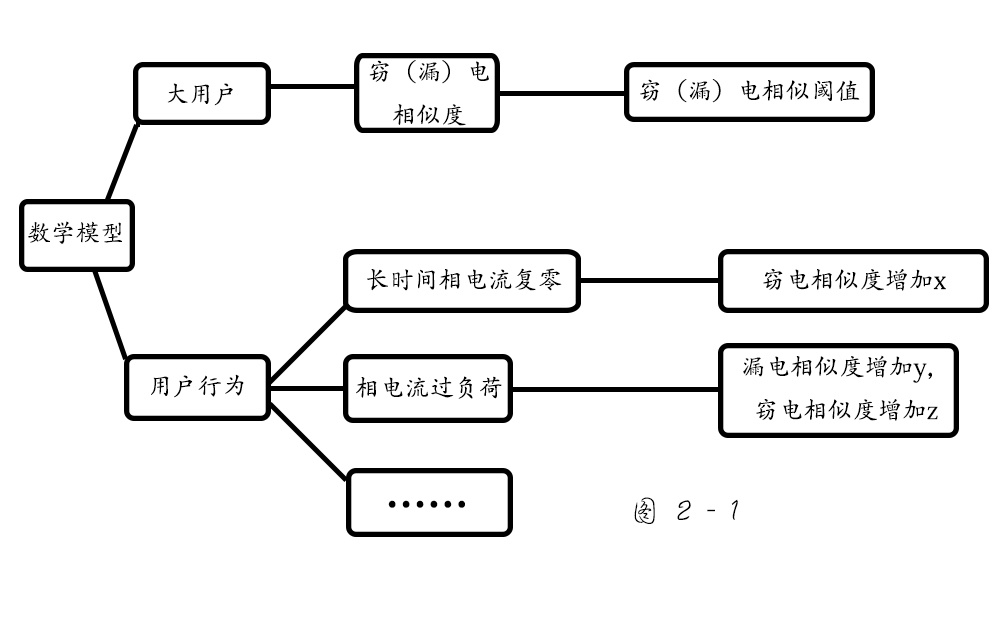 大用户
窃（漏）电
相似度
窃（漏）电相似阈值
数学模型
长时间相电流复零
窃电相似度增加x
用户行为
相电流过负荷
漏电相似度增加y,
窃电相似度增加z
······
图 2 - 1